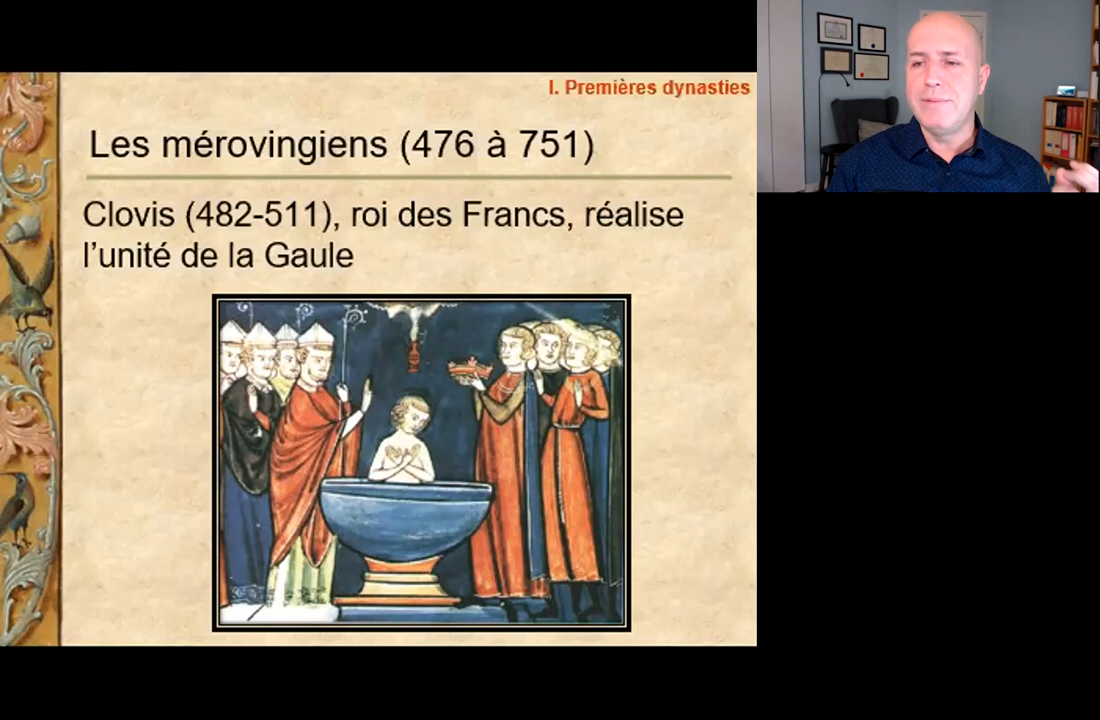 I. Premières dynasties
Les mérovingiens (476 à 751)
Clovis (482-511), roi des Francs, réalise
l’unité de la Gaule